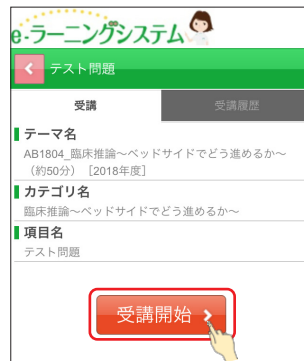 e-ラーニングシステム
テスト問題
受講
受講履歴
テーマ名
AB1804_臨床推論～ベッドサイドでどう進めるか～
（約50分）［2018年度］
カテゴリ名
臨床推論～ベッドサイドでどう進めるか～
項目名
テスト問題
受講開始